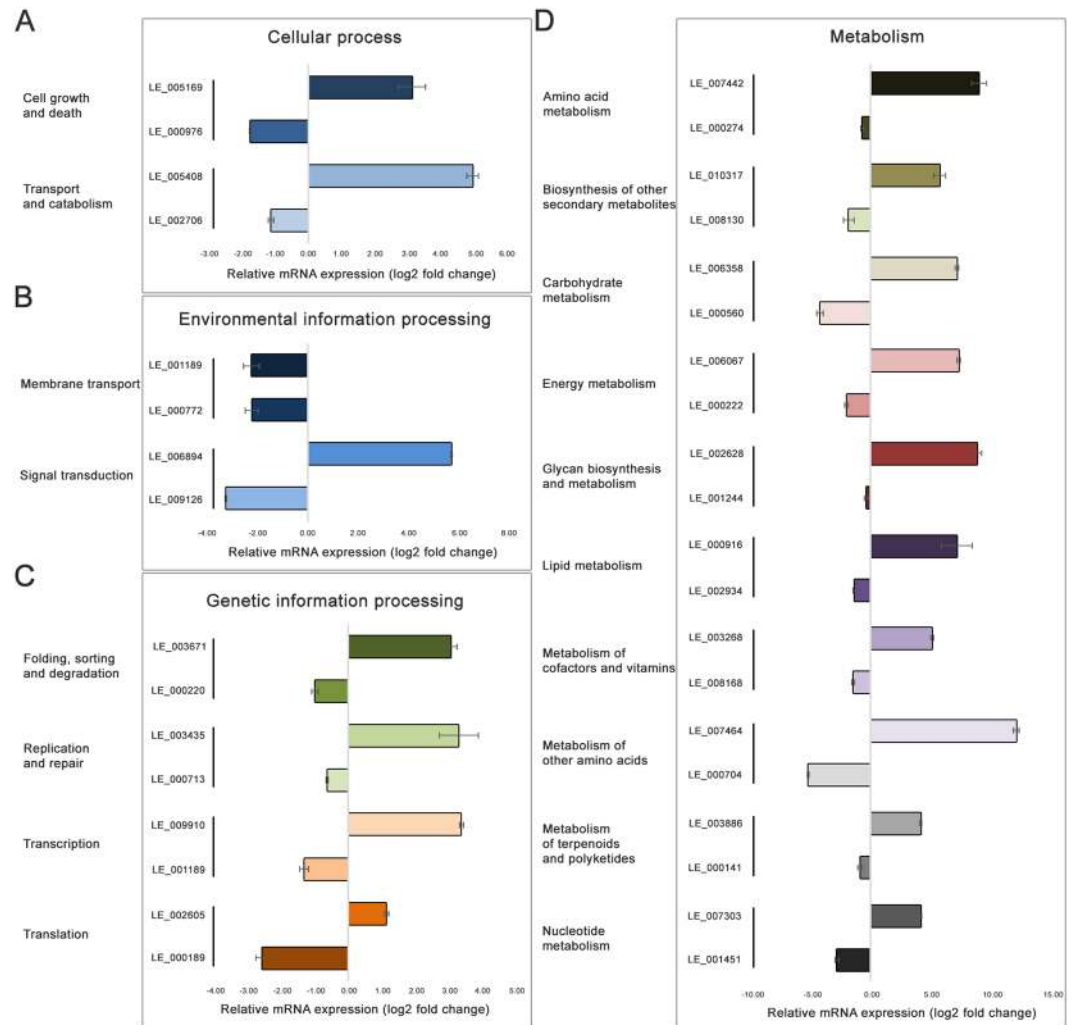 A
Cellular process
Cell growth
and death
LE_005169
LE_000976
Transport
and catabolism
LE_005408
LE_002706
-3.00 -2.00 -1.00 0.00 1.00 2.00 3.00 4.00 5.00 6.00
Relative mRNA expression (log2 fold change)
B
Environmental information processing
Membrane transport
LE_001189
LE_000772
Signal transduction
LE_006894
LE_009126
-4.00 -2.00 0.00 2.00 4.00 6.00 8.00
Relative mRNA expression (log2 fold change)
C
Genetic information processing
Folding, sorting
and degradation
LE_003671
LE_000220
Replication
and repair
LE_003435
LE_000713
Transcription
LE_009910
LE_001189
Translation
LE_002605
LE_000189
-4.00 -3.00 -2.00 -1.00 0.00 1.00 2.00 3.00 4.00 5.00
Relative mRNA expression (log2 fold change)
D
Metabolism
Amino acid
metabolism
LE_007442
LE_000274
Biosynthesis of other
secondary metabolites
LE_010317
LE_008130
Carbohydrate
metabolism
LE_006358
LE_000560
Energy metabolism
LE_006067
LE_000222
Glycan biosynthesis
and metabolism
LE_002628
LE_001244
Lipid metabolism
LE_000916
LE_002934
Metabolism of
cofactors and vitamins
LE_003268
LE_008168
Metabolism of
other amino acids
LE_007464
LE_000704
Metabolism
of terpenoids
and polyketides
LE_003886
LE_000141
Nucleotide
metabolism
LE_007303
LE_001451
-10.00 -5.00 0.00 5.00 10.00 15.00
Relative mRNA expression (log2 fold change)